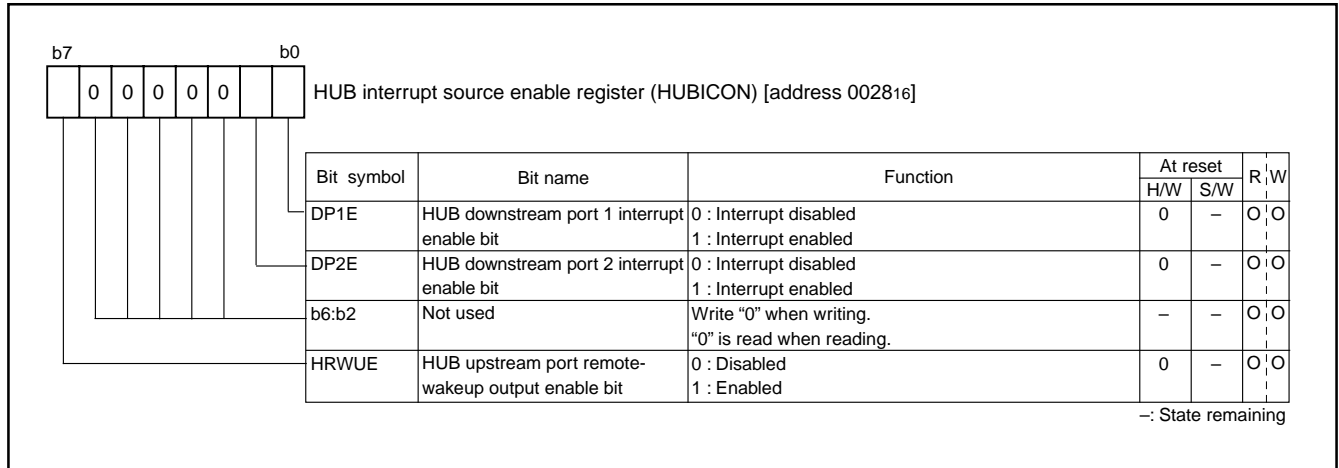 b7 b0
0 0 0 0 0 HUB interrupt source enable register (HUBICON) [address 002816]
Bit symbol Bit name Function At reset R W
H/W S/W
DP1E HUB downstream port 1 interrupt 0 : Interrupt disabled 0 – O O
enable bit 1 : Interrupt enabled
DP2E HUB downstream port 2 interrupt 0 : Interrupt disabled 0 – O O
enable bit 1 : Interrupt enabled
b6:b2 Not used Write “0” when writing. – – O O
“0” is read when reading.
HRWUE HUB upstream port remote- 0 : Disabled 0 – O O
wakeup output enable bit 1 : Enabled
–: State remaining